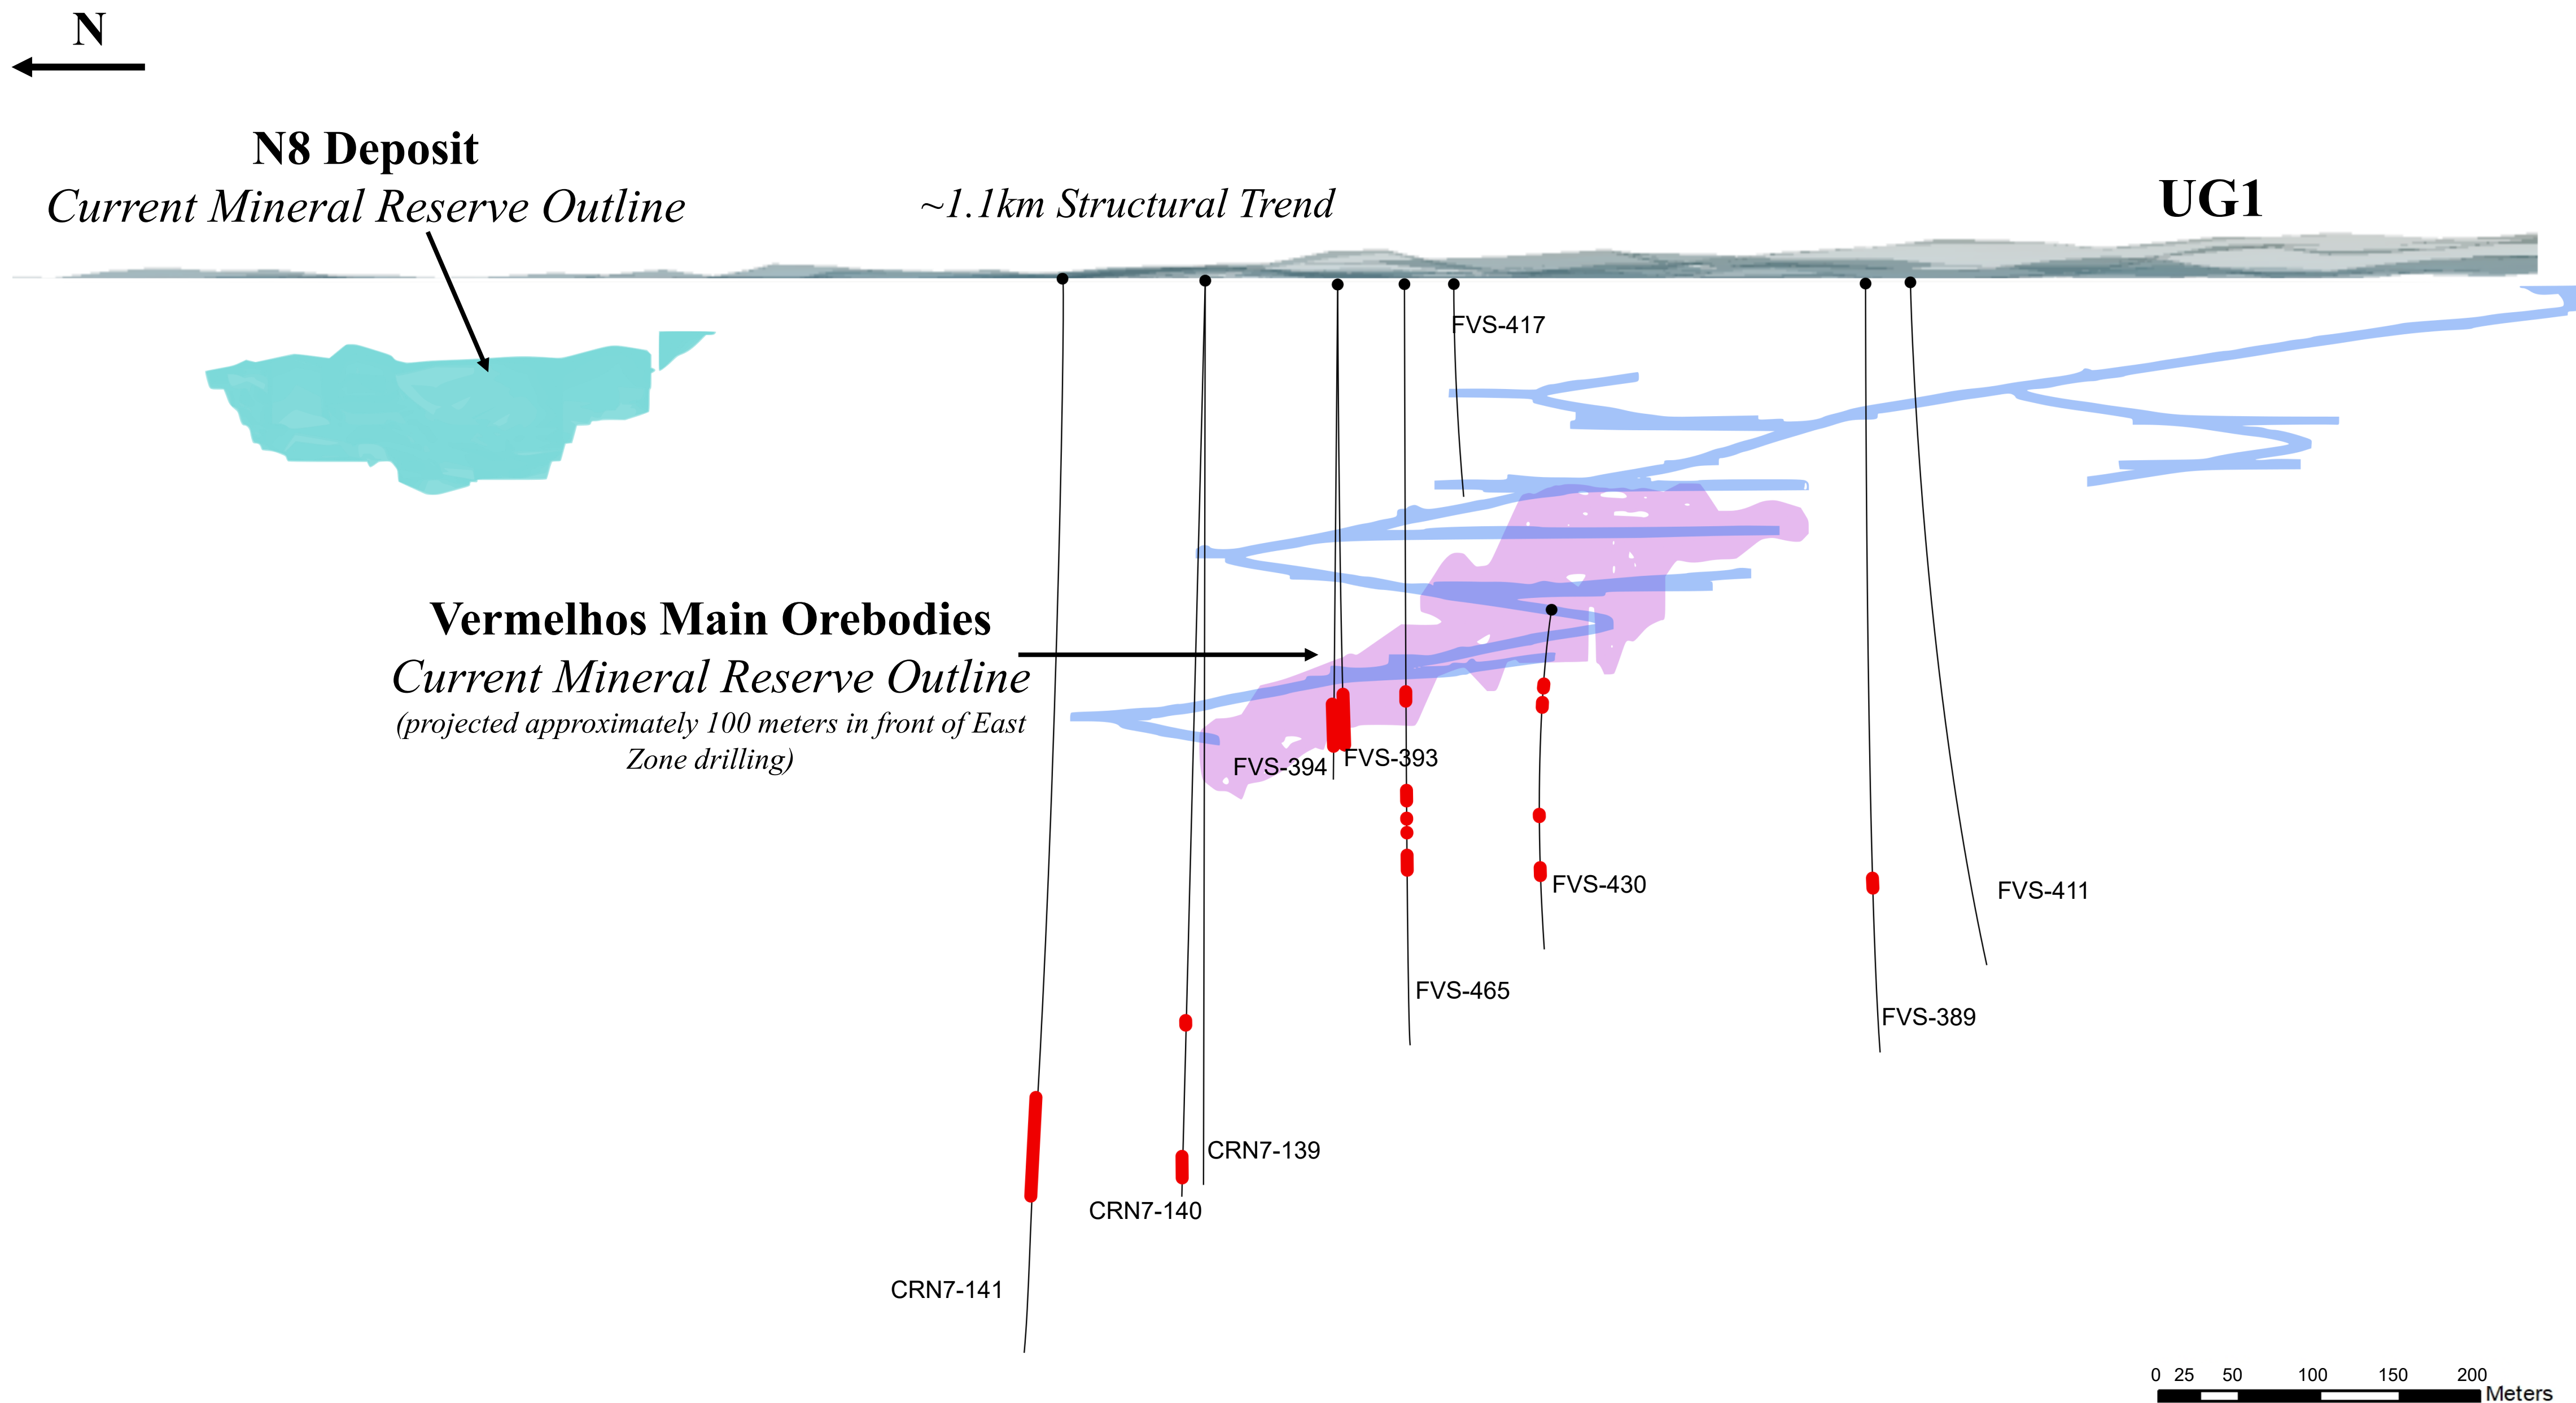 N
N8 Deposit
Current Mineral Reserve Outline
~1.1km Structural Trend
UG1
FVS-417
Vermelhos Main Orebodies
Current Mineral Reserve Outline
(projected approximately 100 meters in front of East
Zone drilling)
FVS-394
FVS-393
FVS-430
FVS-411
FVS-465
FVS-389
CRN7-139
CRN7-140
CRN7-141
0 25 50 100 150 200
Meters